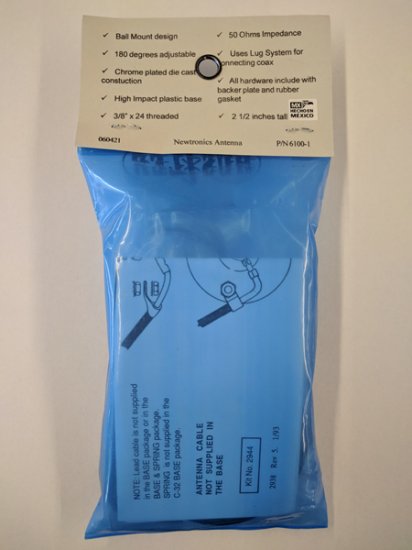 ✓ Ball Mount design
✓ 180 degrees adjustable
✓ Chrome plated die cast
constuction
✓ High Impact plastic base
✓ 3/8" x 24 threaded
✓ 50 Ohms Impedance
✓ Uses Lug System for
connecting coax
✓ All hardware include with
backer plate and rubber
gasket
✓ 2 1/2 inches tall
HECHO EN
MEXICO
060421
Newtronics Antenna
P/N 6100-1
NOTE: Lead cable is not supplied
in the BASE package or in the
BASE & SPRING package.
SPRING is not supplied in the
C-32 BASE package.
ANTENNA CABLE
NOT SUPPLIED IN
THE BASE
Kit No. 2944
2938 Rev 5, 1/93